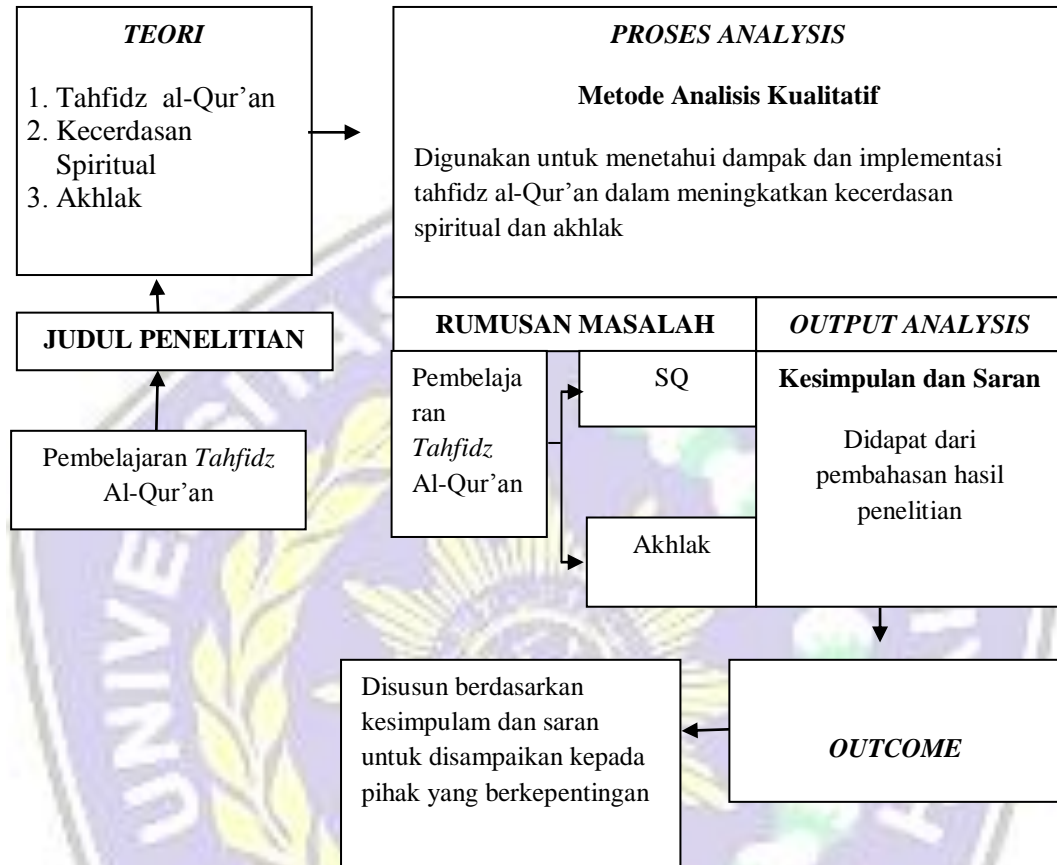 TEORI
1. Tahfidz al-Qur’an
2. Kecerdasan
Spiritual
3. Akhlak
PROSES ANALYSIS
Metode Analisis Kualitatif
Digunakan untuk menetahui dampak dan implementasi
tahfidz al-Qur’an dalam meningkatkan kecerdasan
spiritual dan akhlak
JUDUL PENELITIAN
Pembelajaran Tahfidz
Al-Qur’an
RUMUSAN MASALAH
Pembelaja
ran
Tahfidz
Al-Qur’an
SQ
Akhlak
OUTPUT ANALYSIS
Kesimpulan dan Saran
Didapat dari
pembahasan hasil
penelitian
OUTCOME
Disusun berdasarkan
kesimpulam dan saran
untuk disampaikan kepada
pihak yang berkepentingan